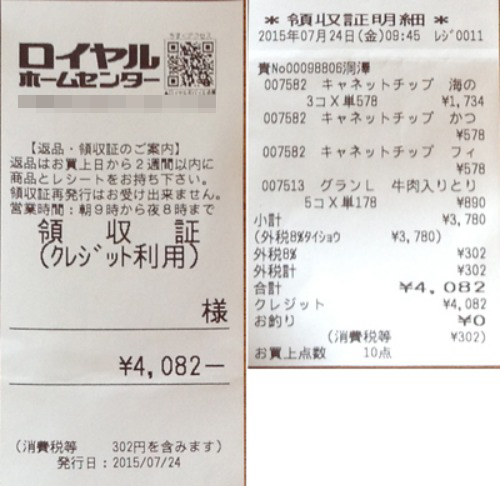 ロイヤル
ホームセンター
【返品・領収証のご案内】
返品はお買上日から2週間以内に
商品とレシートをお持ち下さい。
領収証再発行はお受け出来ません。
営業時間:朝9時から夜8時まで
領 収 証
(クレジット利用)
様
¥4,082−
(消費税等 302円を含みます)
発行日:2015/07/24
* 領収証明細 *
2015年07月24日(金)09:45 レジ0011
責No00098806洞澤
007582 キャネットチップ 海の
3コX単578 ¥1,734
007582 キャネットチップ かつ
¥578
007582 キャネットチップ フィ
¥578
007513 グランL 牛肉入りとり
5コX単178 ¥890
小計 ¥3,780
(外税8%タイショウ ¥3,780)
外税8% ¥302
外税計 ¥302
合計 ¥4,082
クレジット ¥4,082
お釣り ¥0
(消費税等 ¥302)
お買上点数 10点